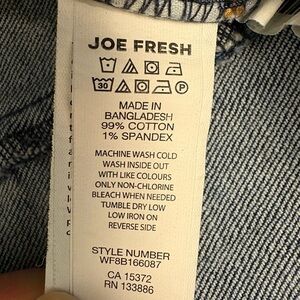 JOE FRESH
30
P
MADE IN
BANGLADESH
99% COTTON
1% SPANDEX
MACHINE WASH COLD
WASH INSIDE OUT
WITH LIKE COLOURS
ONLY NON-CHLORINE
BLEACH WHEN NEEDED
TUMBLE DRY LOW
LOW IRON ON
REVERSE SIDE
STYLE NUMBER
WF8B166087
CA 15372
RN 133886